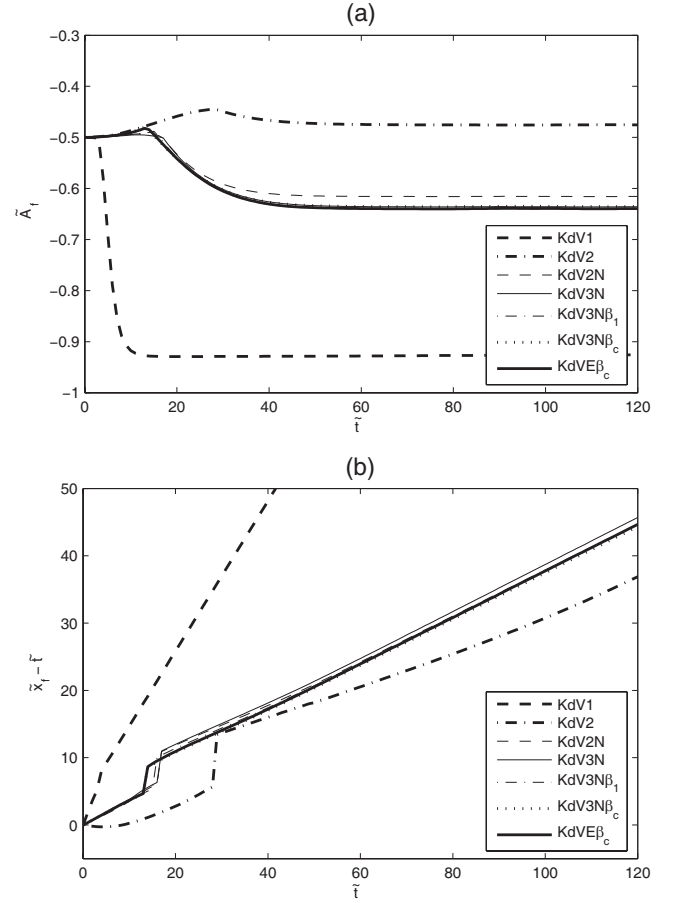 (a)
−0.3
−0.4
−0.5
−0.6
−0.7
−0.8
−0.9
−1
Ã_f
0 20 40 60 80 100 120
t̃
KdV1
KdV2
KdV2N
KdV3N
KdV3Nβ₁
KdV3Nβ_c
KdVEβ_c
(b)
50
40
30
20
10
0
x̃_f − t̃
0 20 40 60 80 100 120
t̃
KdV1
KdV2
KdV2N
KdV3N
KdV3Nβ₁
KdV3Nβ_c
KdVEβ_c